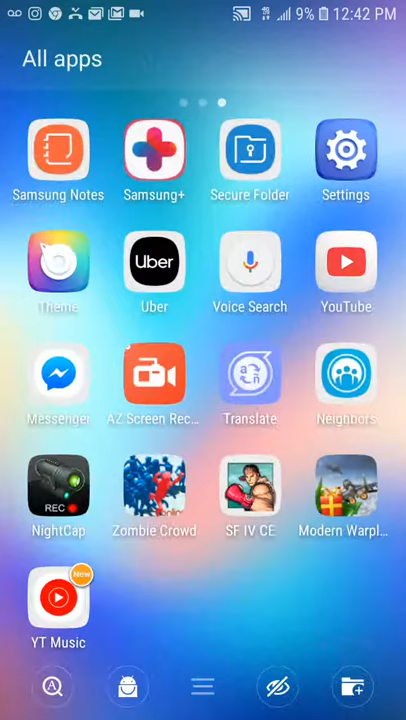 9% 12:42 PM
All apps
Samsung Notes
Samsung+
Secure Folder
Settings
Uber
Theme
Uber
Voice Search
YouTube
Messenger
AZ Screen Rec...
Translate
Neighbors
REC
NightCap
Zombie Crowd
SF IV CE
Modern Warpl...
New
YT Music